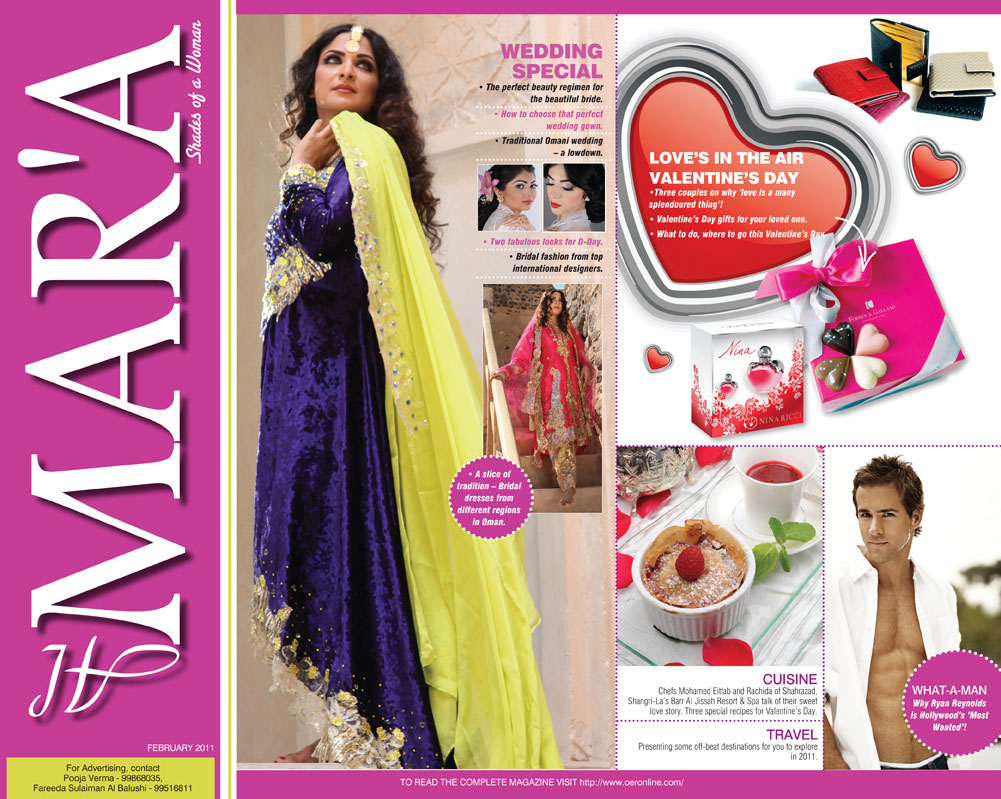 It
MAR'A
Shades of a Woman
FEBRUARY 2011
For Advertising, contact
Pooja Verma - 99868035,
Fareeda Sulaiman Al Balushi - 99516811
WEDDING
SPECIAL
• The perfect beauty regimen for
the beautiful bride.
• How to choose that perfect
wedding gown.
• Traditional Omani wedding
– a lowdown.
• Two fabulous looks for D-Day.
• Bridal fashion from top
international designers.
• A slice of
tradition – Bridal
dresses from
different regions
in Oman.
LOVE'S IN THE AIR
VALENTINE'S DAY
•Three couples on why 'love is a many
splendoured thing'!
• Valentine's Day gifts for your loved one.
• What to do, where to go this Valentine's Day.
FORREY & GALLAND
Nina
NINA RICCI
NINA RICCI
CUISINE
Chefs Mohamed Eittab and Rachida of Shahrazad,
Shangri-La's Barr Al Jissah Resort & Spa talk of their sweet
love story. Three special recipes for Valentine's Day.
TRAVEL
Presenting some off-beat destinations for you to explore
in 2011.
WHAT-A-MAN
Why Ryan Reynolds
is Hollywood's 'Most
Wanted'!
TO READ THE COMPLETE MAGAZINE VISIT http://www.oeronline.com/